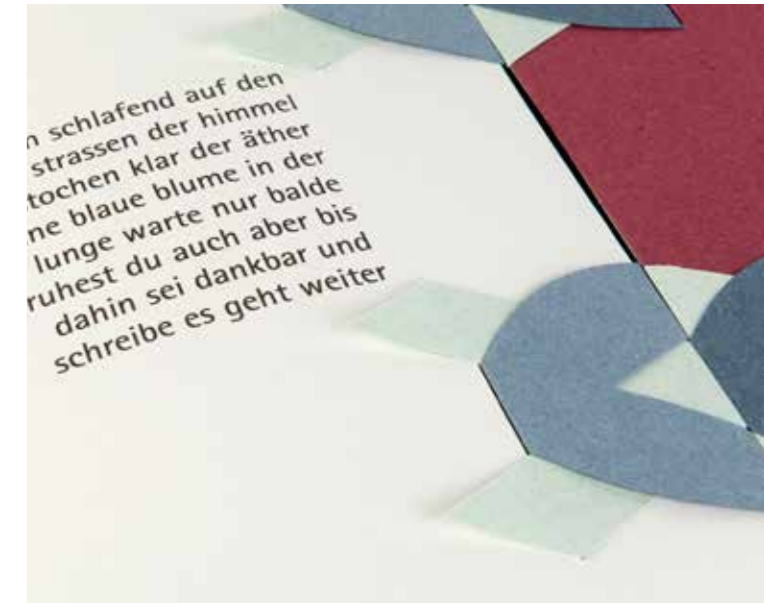 schlafend auf den
strassen der himmel
tochen klar der äther
ne blaue blume in der
lunge warte nur balde
ruhest du auch aber bis
dahin sei dankbar und
schreibe es geht weiter